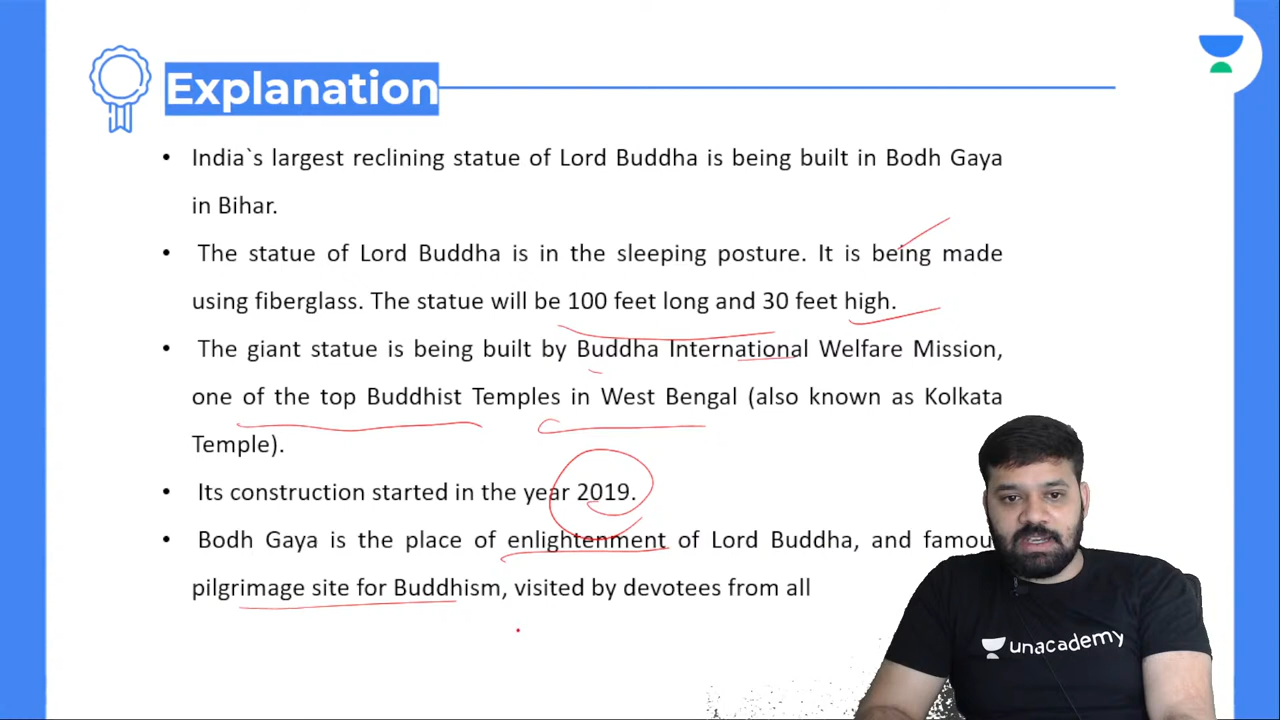 Explanation
• India`s largest reclining statue of Lord Buddha is being built in Bodh Gaya
in Bihar.
• The statue of Lord Buddha is in the sleeping posture. It is being made
using fiberglass. The statue will be 100 feet long and 30 feet high.
• The giant statue is being built by Buddha International Welfare Mission,
one of the top Buddhist Temples in West Bengal (also known as Kolkata
Temple).
• Its construction started in the year 2019.
• Bodh Gaya is the place of enlightenment of Lord Buddha, and famou
pilgrimage site for Buddhism, visited by devotees from all
unacademy